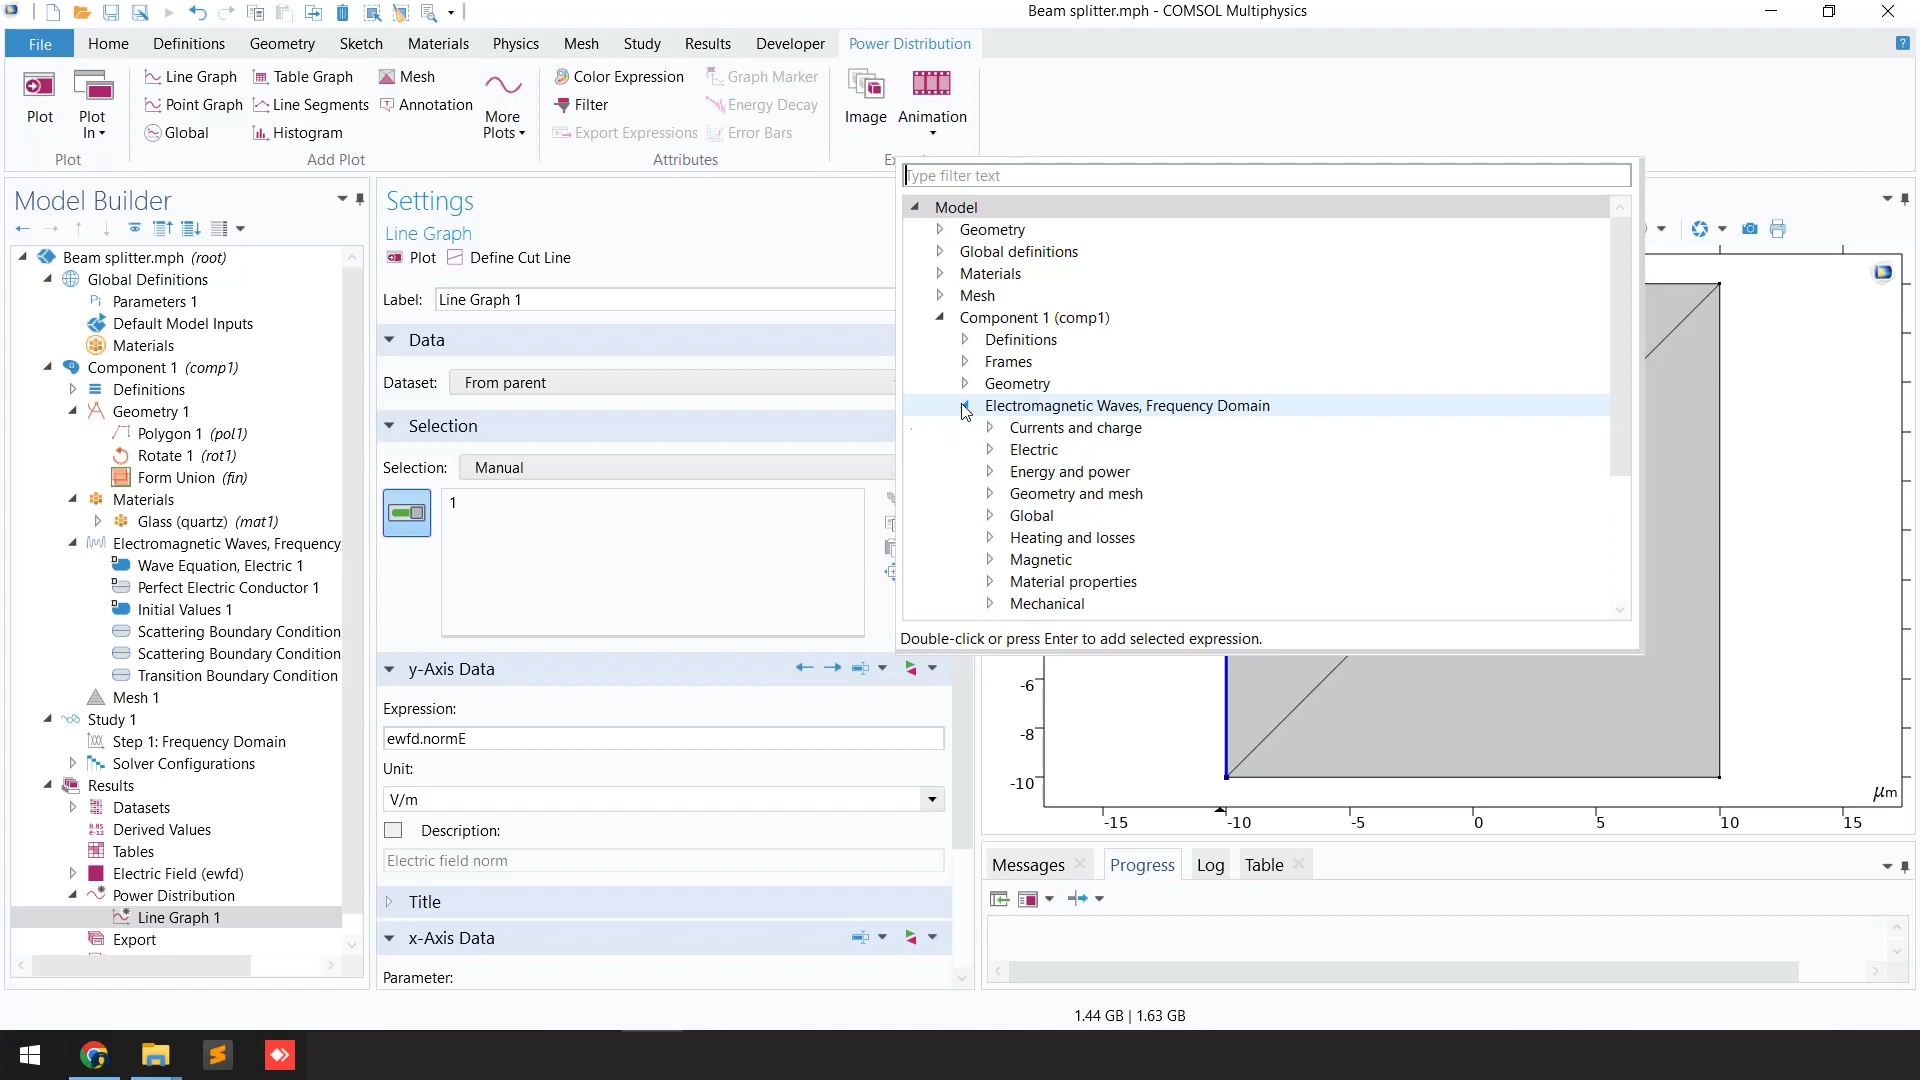 Beam splitter.mph - COMSOL Multiphysics
File
Home
Definitions
Geometry
Sketch
Materials
Physics
Mesh
Study
Results
Developer
Power Distribution
Plot
Plot In
Plot
Line Graph
Point Graph
Global
Table Graph
Line Segments
Histogram
Mesh
Annotation
More Plots
Add Plot
Color Expression
Filter
Export Expressions
Graph Marker
Energy Decay
Error Bars
Attributes
Image
Animation
Model Builder
Beam splitter.mph (root)
Global Definitions
Parameters 1
Default Model Inputs
Materials
Component 1 (comp1)
Definitions
Geometry 1
Polygon 1 (pol1)
Rotate 1 (rot1)
Form Union (fin)
Materials
Glass (quartz) (mat1)
Electromagnetic Waves, Frequency
Wave Equation, Electric 1
Perfect Electric Conductor 1
Initial Values 1
Scattering Boundary Condition
Scattering Boundary Condition
Transition Boundary Condition
Mesh 1
Study 1
Step 1: Frequency Domain
Solver Configurations
Results
Datasets
Derived Values
Tables
Electric Field (ewfd)
Power Distribution
Line Graph 1
Export
Settings
Line Graph
Plot
Define Cut Line
Label: Line Graph 1
Data
Dataset: From parent
Selection
Selection: Manual
1
y-Axis Data
Expression:
ewfd.normE
Unit:
V/m
Description:
Electric field norm
Title
x-Axis Data
Parameter:
Type filter text
Model
Geometry
Global definitions
Materials
Mesh
Component 1 (comp1)
Definitions
Frames
Geometry
Electromagnetic Waves, Frequency Domain
Currents and charge
Electric
Energy and power
Geometry and mesh
Global
Heating and losses
Magnetic
Material properties
Mechanical
Double-click or press Enter to add selected expression.
-6
-8
-10
μm
-15 -10 -5 0 5 10 15
Messages
Progress
Log
Table
1.44 GB | 1.63 GB